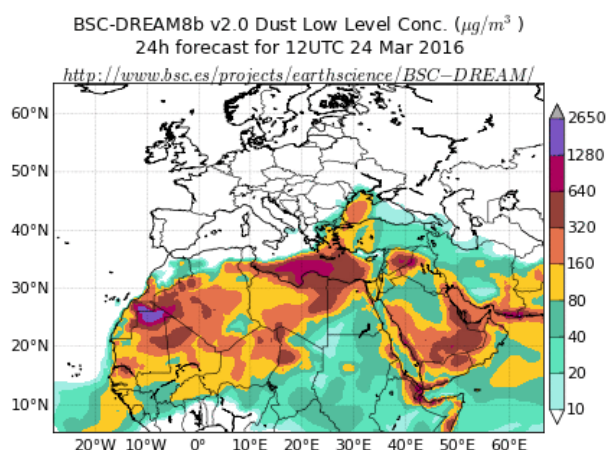 BSC-DREAM8b v2.0 Dust Low Level Conc. (μg/m³ )
24h forecast for 12UTC 24 Mar 2016
http://www.bsc.es/projects/earthscience/BSC−DREAM/
60°N
50°N
40°N
30°N
20°N
10°N
20°W 10°W 0° 10°E 20°E 30°E 40°E 50°E 60°E
2650
1280
640
320
160
80
40
20
10